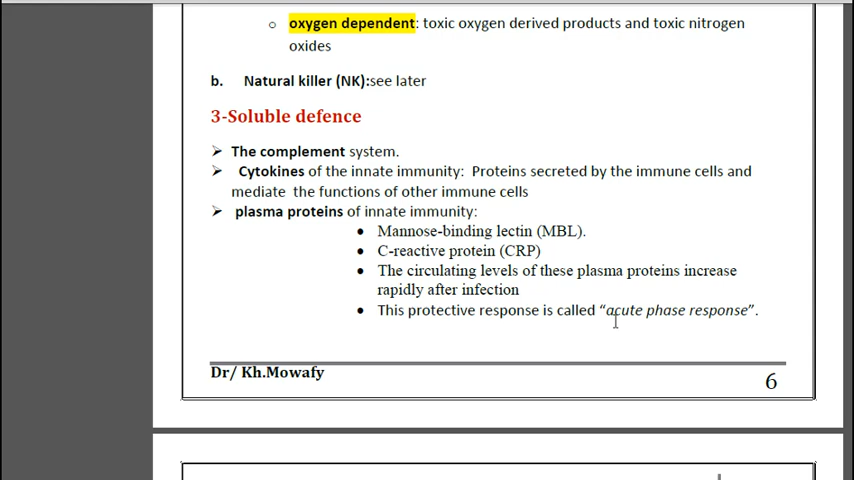 o oxygen dependent: toxic oxygen derived products and toxic nitrogen
oxides
b. Natural killer (NK):see later
3-Soluble defence
➢ The complement system.
➢ Cytokines of the innate immunity: Proteins secreted by the immune cells and
mediate the functions of other immune cells
➢ plasma proteins of innate immunity:
• Mannose-binding lectin (MBL).
• C-reactive protein (CRP)
• The circulating levels of these plasma proteins increase
rapidly after infection
• This protective response is called “acute phase response”.
Dr/ Kh.Mowafy
6